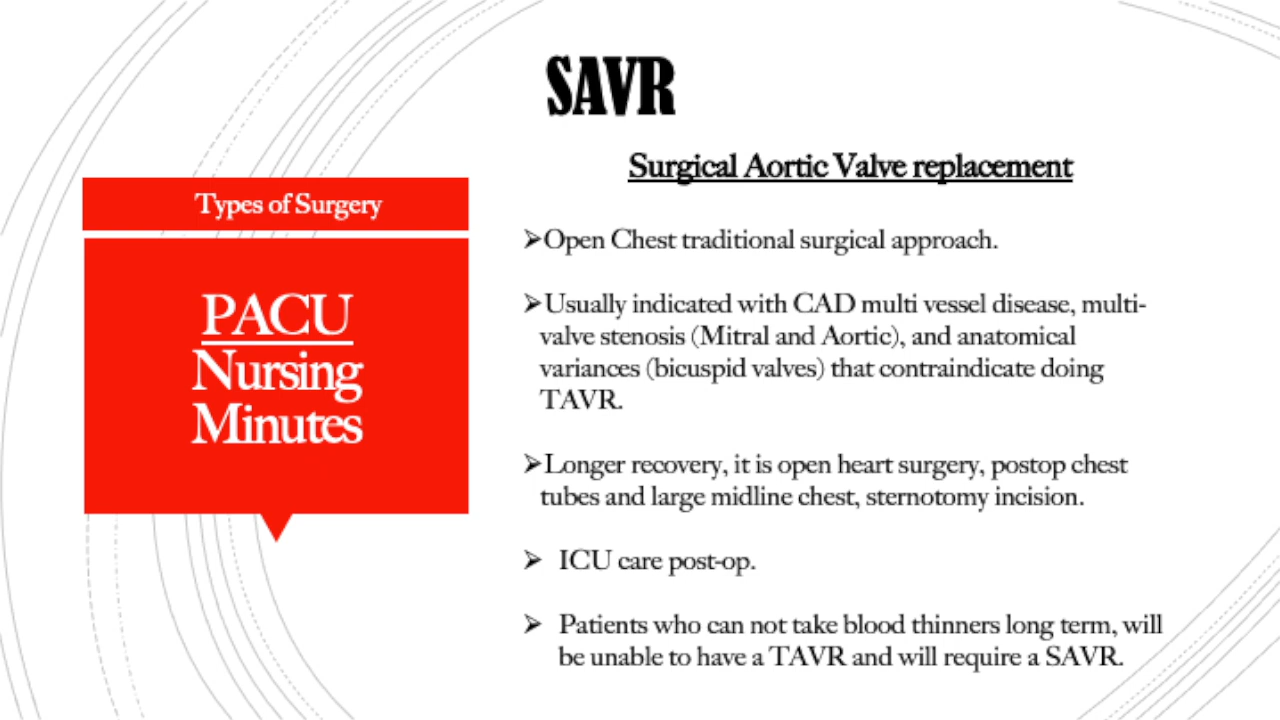 SAVR
Surgical Aortic Valve replacement
Types of Surgery
PACU
Nursing
Minutes
➢Open Chest traditional surgical approach.
➢Usually indicated with CAD multi vessel disease, multi-
valve stenosis (Mitral and Aortic), and anatomical
variances (bicuspid valves) that contraindicate doing
TAVR.
➢Longer recovery, it is open heart surgery, postop chest
tubes and large midline chest, sternotomy incision.
➢ ICU care post-op.
➢ Patients who can not take blood thinners long term, will
be unable to have a TAVR and will require a SAVR.